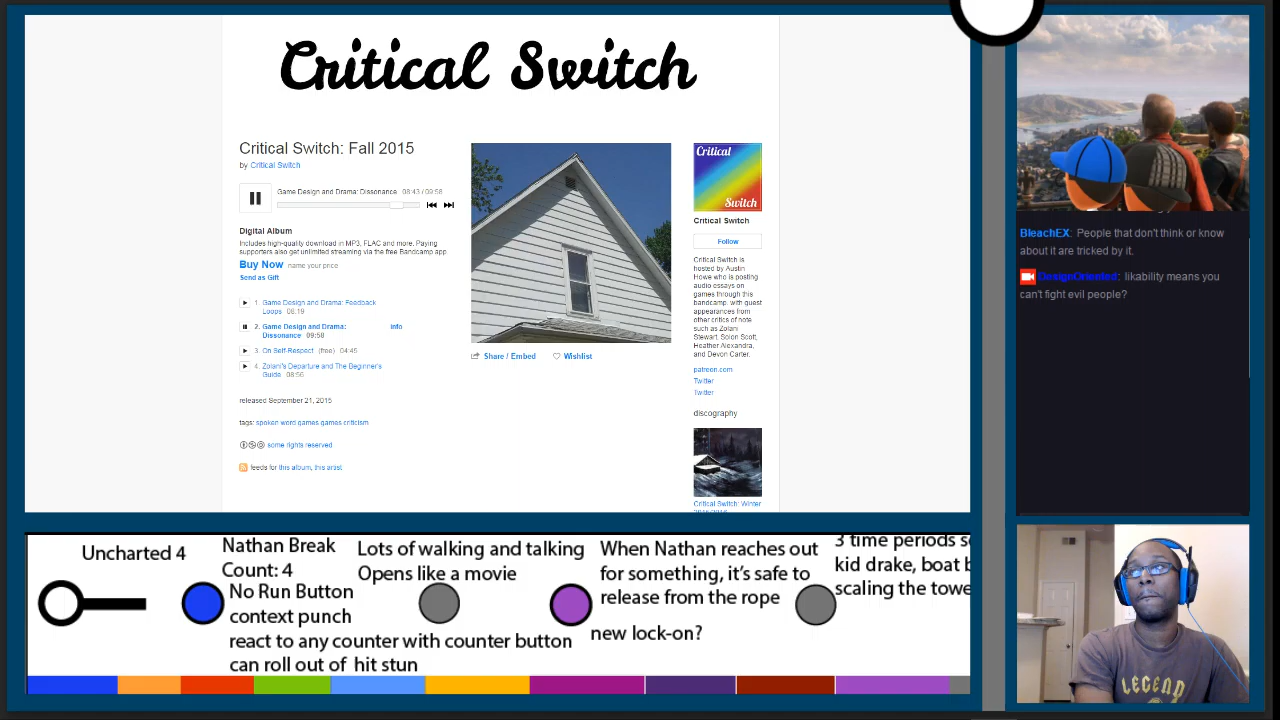 Critical Switch
Critical Switch: Fall 2015
by Critical Switch
Game Design and Drama: Dissonance 08:43 / 09:58
Digital Album
Includes high-quality download in MP3, FLAC and more. Paying
supporters also get unlimited streaming via the free Bandcamp app.
Buy Now name your price
Send as Gift
1. Game Design and Drama: Feedback
Loops 08:19
2. Game Design and Drama: info
Dissonance 09:58
3. On Self-Respect (free) 04:45
4. Zolani's Departure and The Beginner's
Guide 08:56
released September 21, 2015
tags: spoken word games games criticism
some rights reserved
feeds for this album, this artist
Share / Embed Wishlist
Critical
Switch
Critical Switch
Follow
Critical Switch is
hosted by Austin
Howe who is posting
audio essays on
games through this
bandcamp. with guest
appearances from
other critics of note
such as Zolani
Stewart, Solon Scott,
Heather Alexandra,
and Devon Carter.
patreon.com
Twitter
Twitter
discography
Critical Switch: Winter
BleachEX: People that don't think or know
about it are tricked by it.
DesignOriented: likability means you
can't fight evil people?
Uncharted 4
Nathan Break
Count: 4
No Run Button
context punch
react to any counter with counter button
can roll out of hit stun
Lots of walking and talking
Opens like a movie
When Nathan reaches out
for something, it's safe to
release from the rope
new lock-on?
3 time periods
kid drake, boat
scaling the
LEGEND